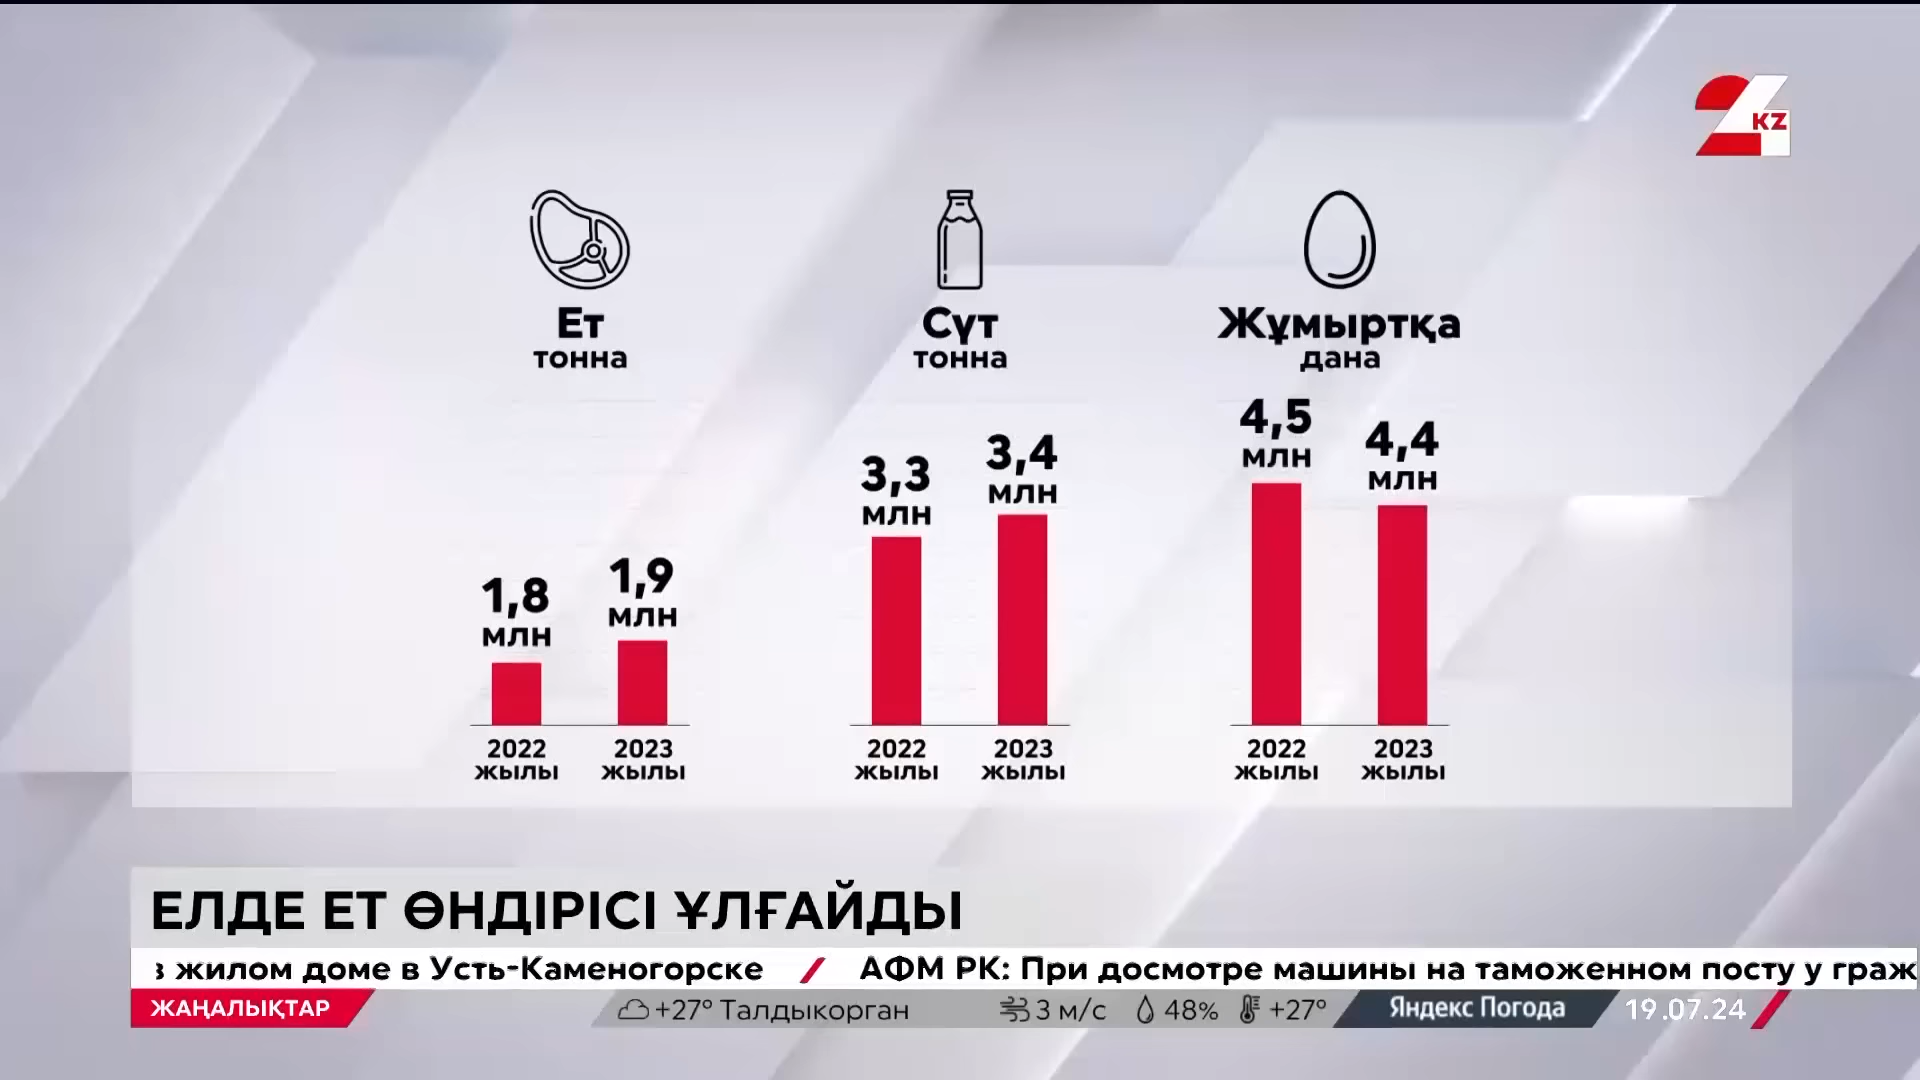 24 KZ
Ет
тонна
Сүт
тонна
Жұмыртқа
дана
1,8
млн
1,9
млн
3,3
млн
3,4
млн
4,5
млн
4,4
млн
2022
жылы
2023
жылы
2022
жылы
2023
жылы
2022
жылы
2023
жылы
ЕЛДЕ ЕТ ӨНДІРІСІ ҰЛҒАЙДЫ
жилом доме в Усть-Каменогорске / АФМ РК: При досмотре машины на таможенном посту у граж
ЖАҢАЛЫҚТАР
+27° Талдыкорган 3 м/с 48% +27° Яндекс Погода 19.07.24